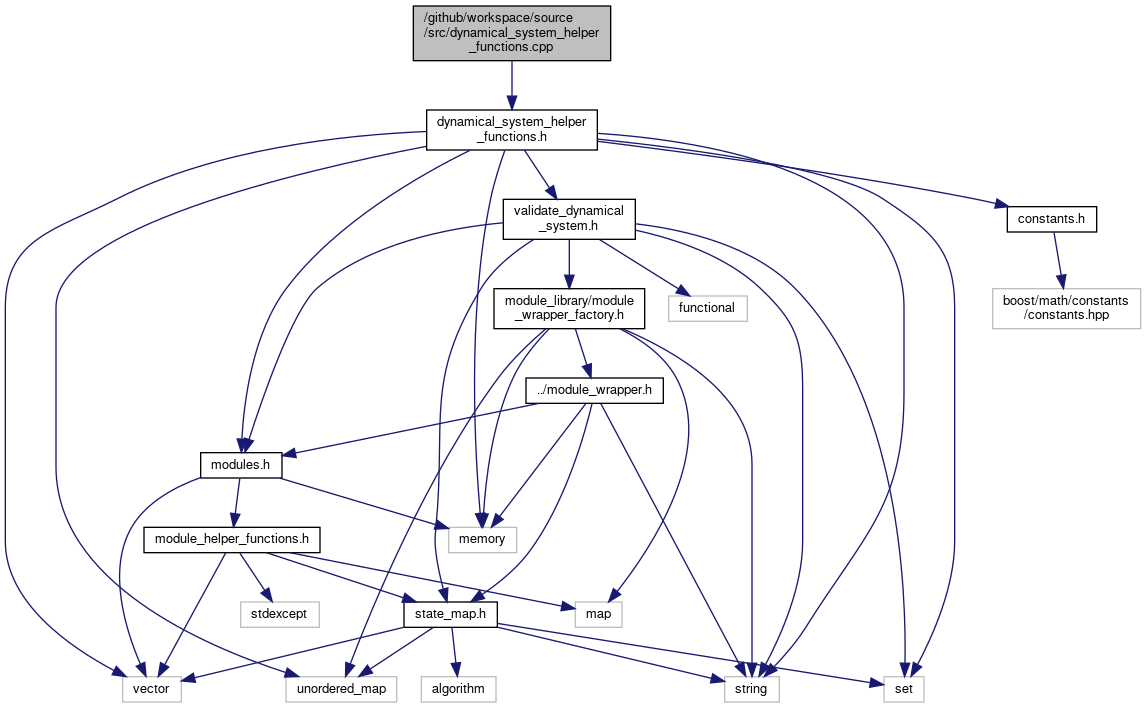 /github/workspace/source
/src/dynamical_system_helper
_functions.cpp
dynamical_system_helper
_functions.h
validate_dynamical
_system.h
constants.h
module_library/module
_wrapper_factory.h
functional
boost/math/constants
/constants.hpp
../module_wrapper.h
modules.h
module_helper_functions.h
memory
stdexcept
state_map.h
map
vector
unordered_map
algorithm
string
set